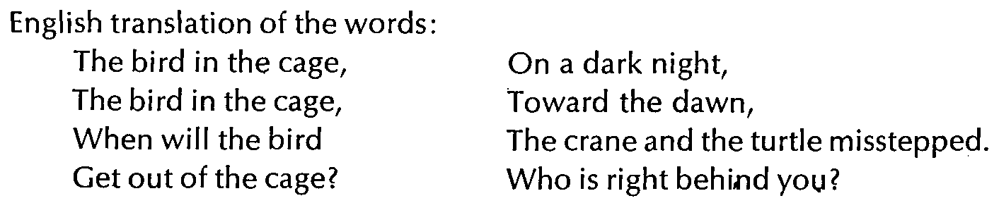 English translation of the words:
The bird in the cage,
The bird in the cage,
When will the bird
Get out of the cage?
On a dark night,
Toward the dawn,
The crane and the turtle misstepped.
Who is right behind you?